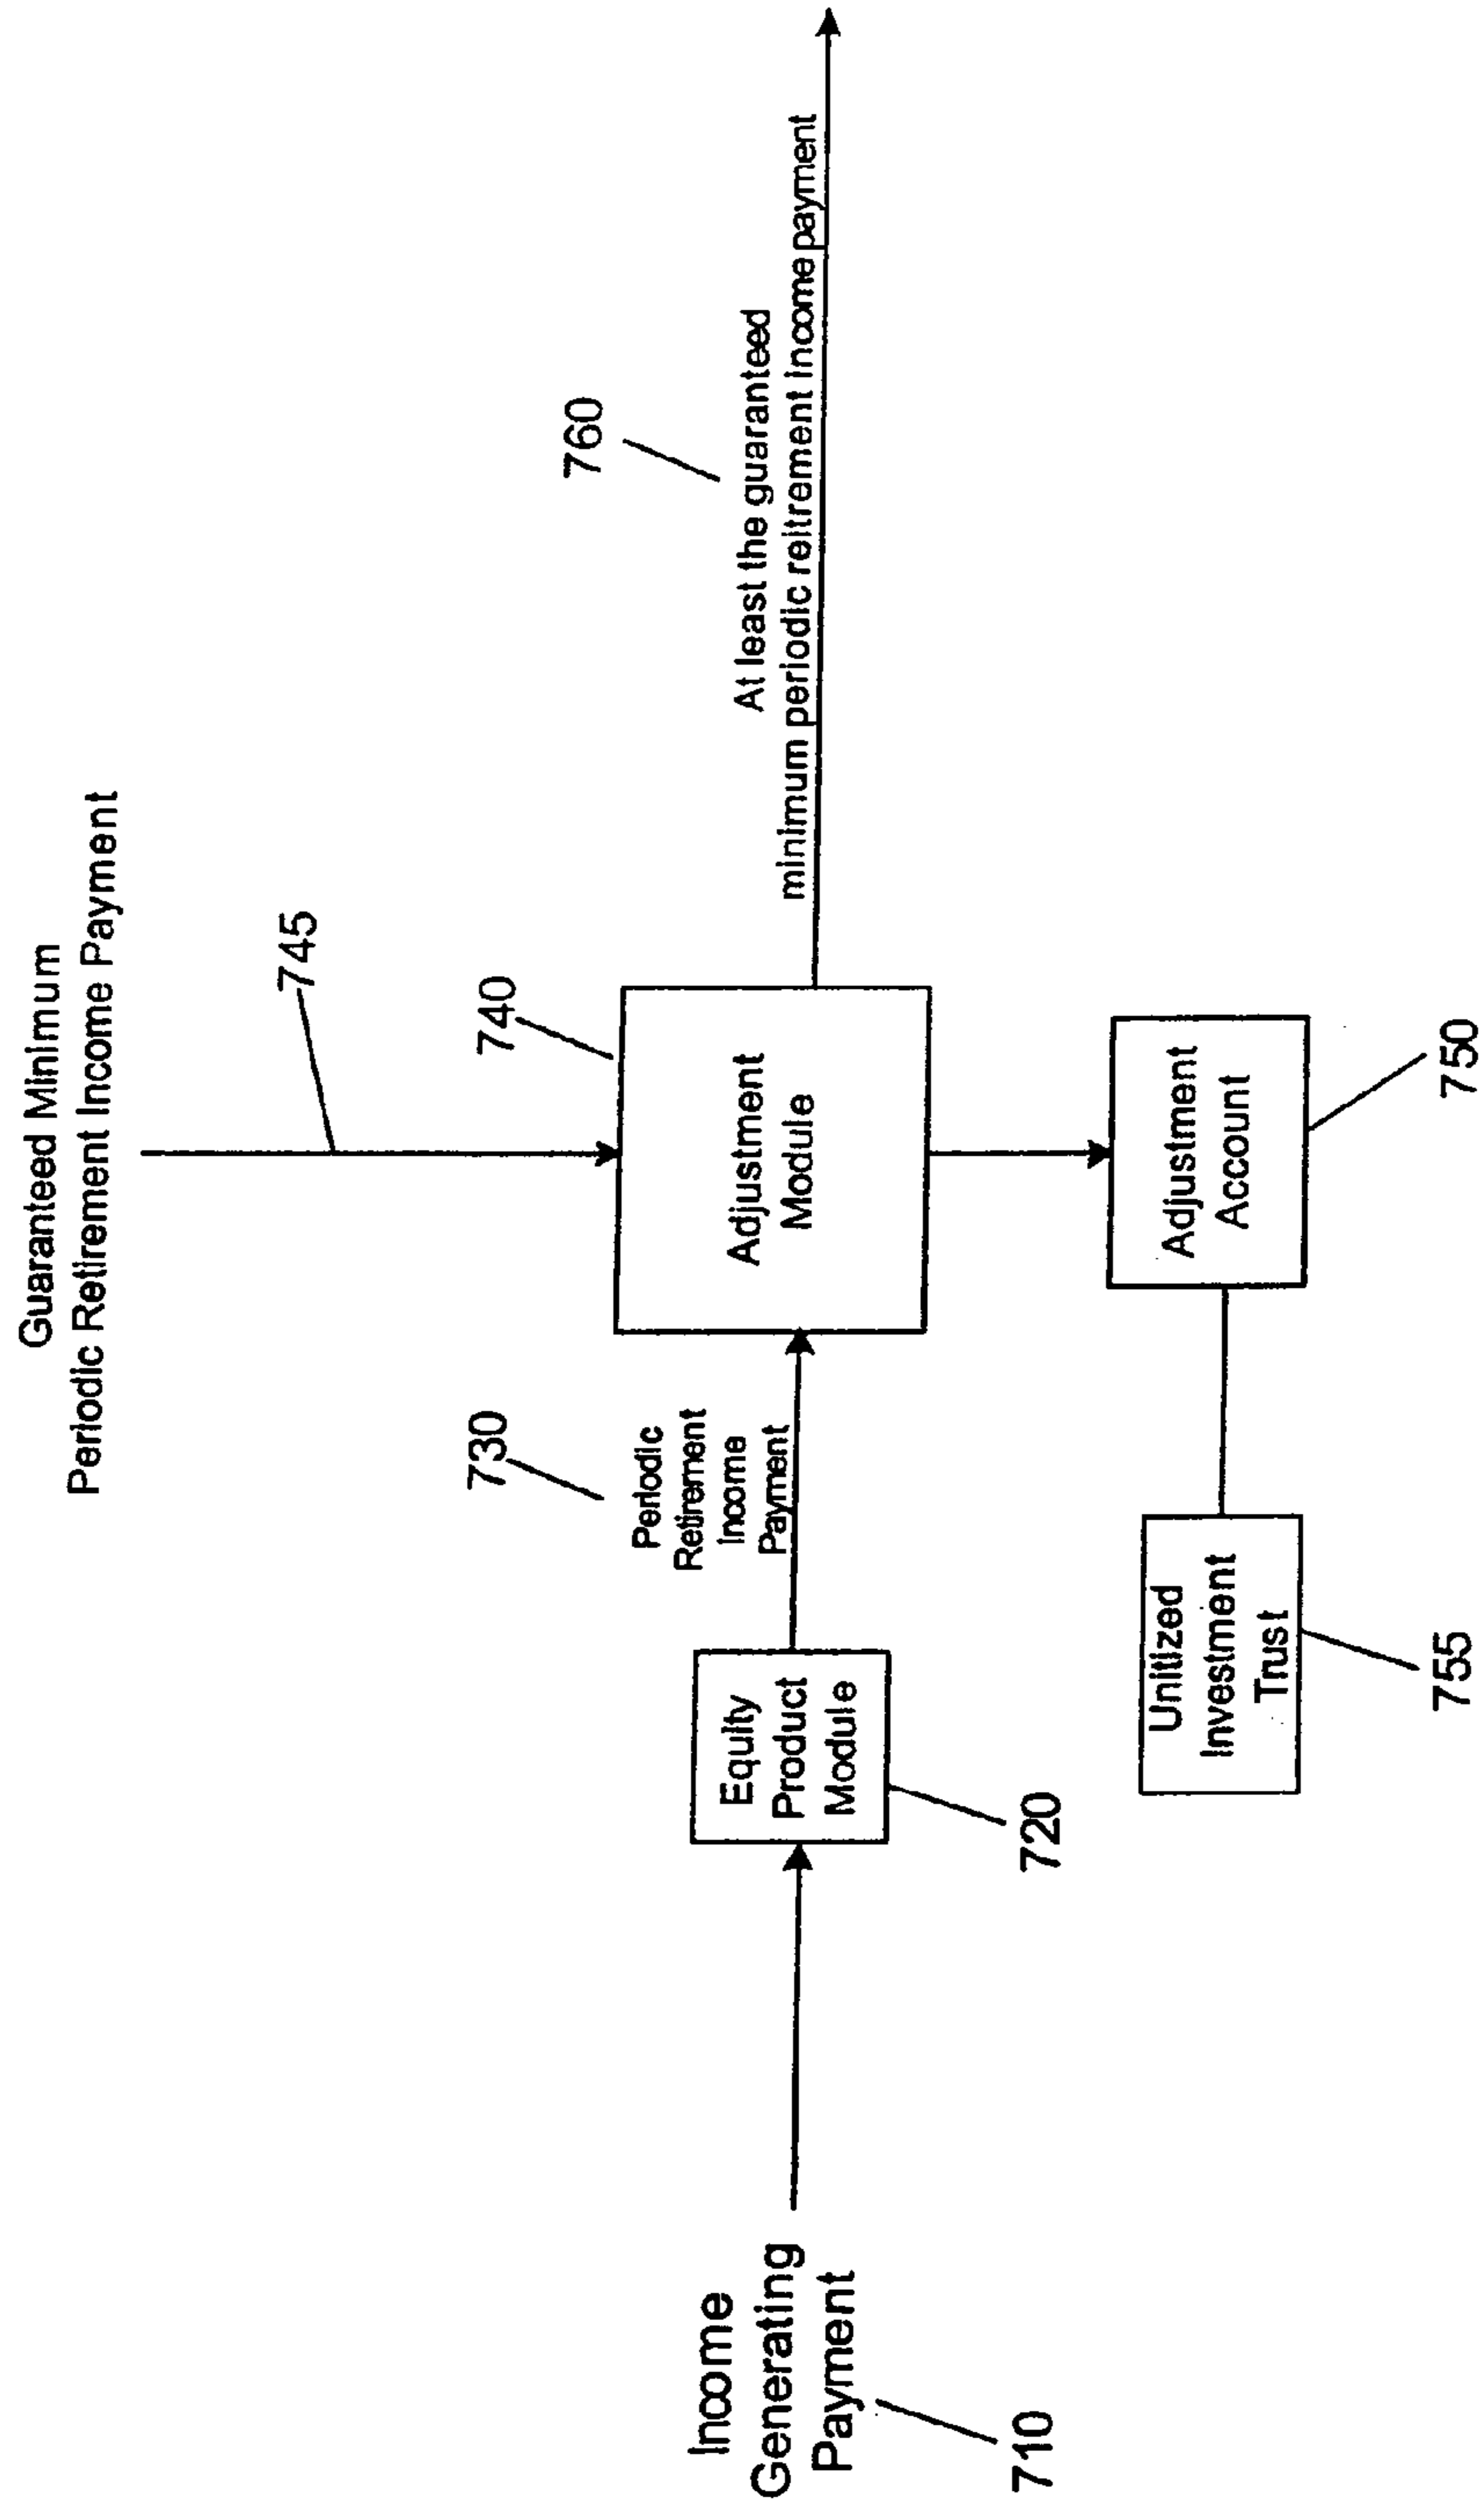 Guaranteed Minimum
Periodic Retirement Income Payment
745
740
730
Periodic
Retirement
Income
Payment
760
At least the guaranteed
minimum periodic reitrement income payment
Income
Generating
Payment
710
Equity
Product
Module
720
Adjustment
Module
Adjustment
Account
750
Unitized
Investment
Trust
755